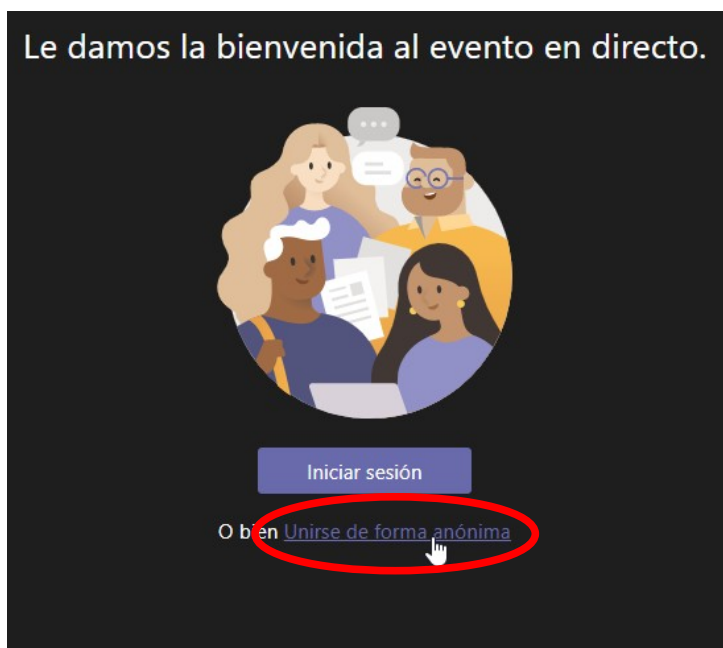 Le damos la bienvenida al evento en directo.
Iniciar sesión
O bien Unirse de forma anónima